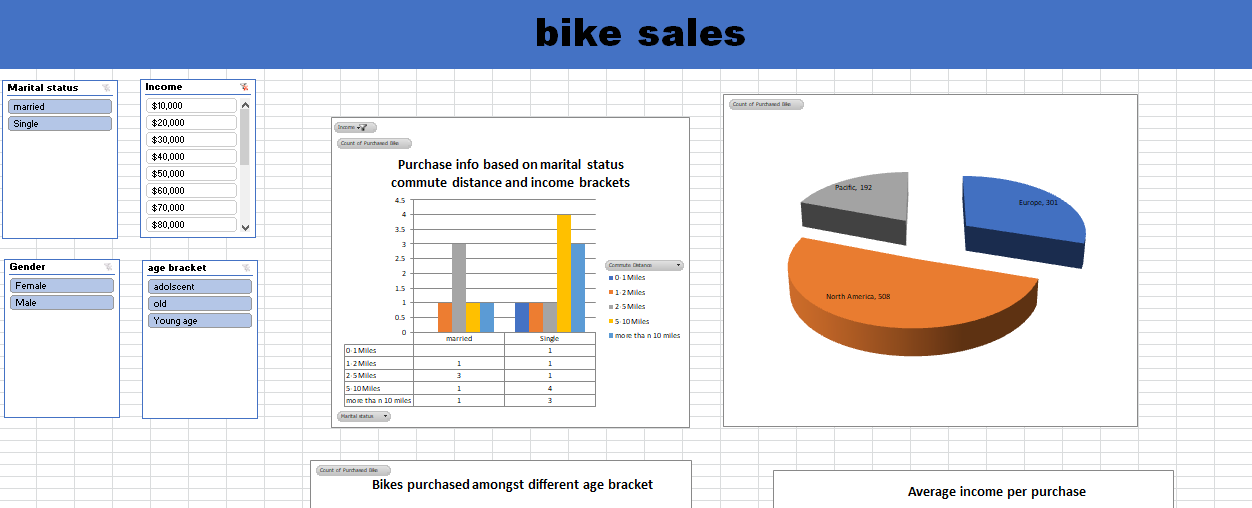 bike sales
Marital status
married
Single
Income
$10,000
$20,000
$30,000
$40,000
$50,000
$60,000
$70,000
$80,000
Gender
Female
Male
age bracket
adolscent
old
Young age
Income
Count of Purchased Bike
Purchase info based on marital status
commute distance and income brackets
4.5
4
3.5
3
2.5
2
1.5
1
0.5
0
married Single
0-1 Miles 1
1-2 Miles 1 1
2-5 Miles 3 1
5-10 Miles 1 4
more tha n 10 miles 1 3
Marital status
Commute Distance
0-1 Miles
1-2 Miles
2-5 Miles
5-10 Miles
more tha n 10 miles
Count of Purchased Bike
Pacific, 192
Europe, 301
North America, 508
Count of Purchased Bike
Bikes purchased amongst different age bracket
Average income per purchase